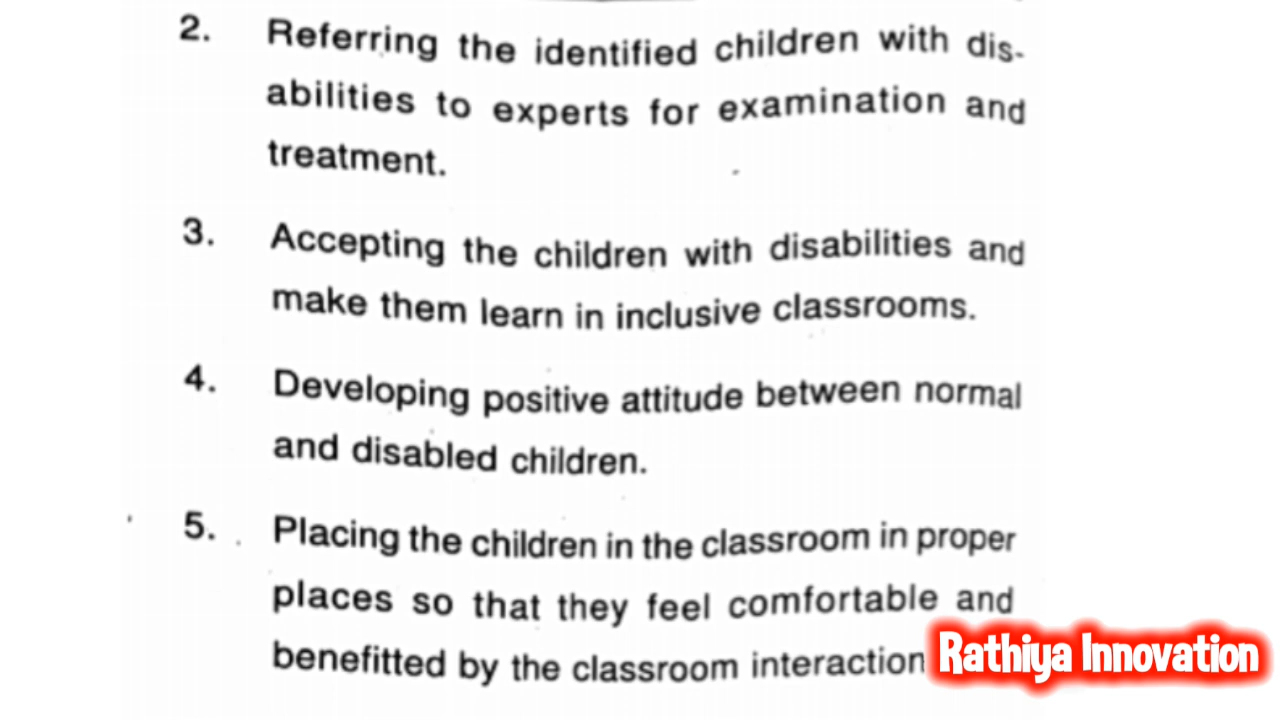 2. Referring the identified children with dis-
abilities to experts for examination and
treatment.
3. Accepting the children with disabilities and
make them learn in inclusive classrooms.
4. Developing positive attitude between normal
and disabled children.
5. Placing the children in the classroom in proper
places so that they feel comfortable and
benefitted by the classroom interaction
Rathiya Innovation